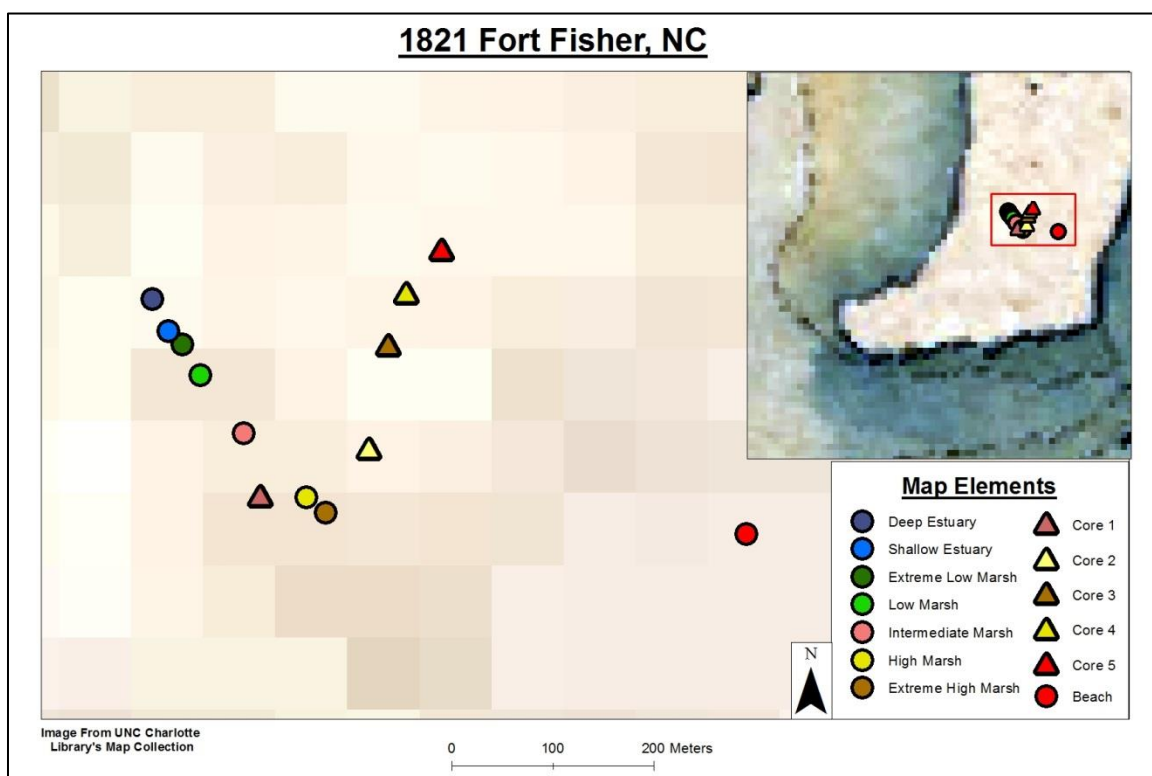 1821 Fort Fisher, NC
Map Elements
Deep Estuary
Shallow Estuary
Extreme Low Marsh
Low Marsh
Intermediate Marsh
High Marsh
Extreme High Marsh
Core 1
Core 2
Core 3
Core 4
Core 5
Beach
N
Image From UNC Charlotte
Library's Map Collection
0 100 200 Meters